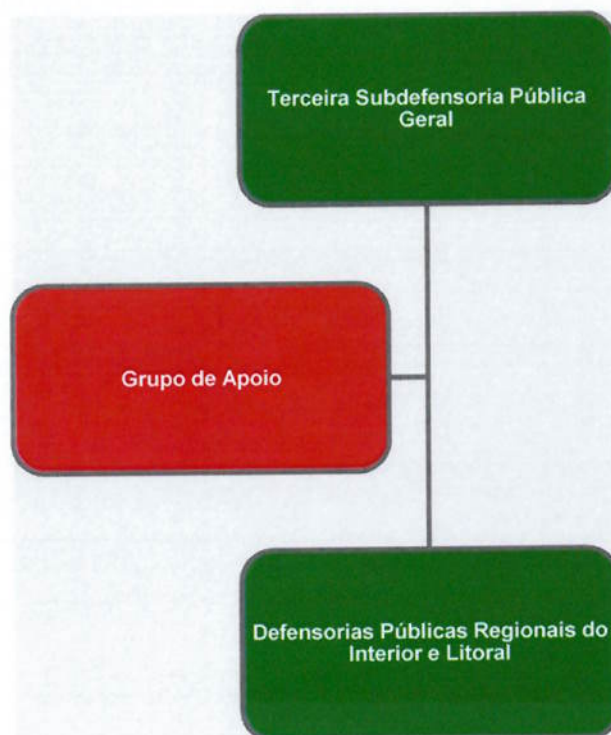 Terceira Subdefensoria Pública
Geral
Grupo de Apoio
Defensorias Públicas Regionais do
Interior e Litoral